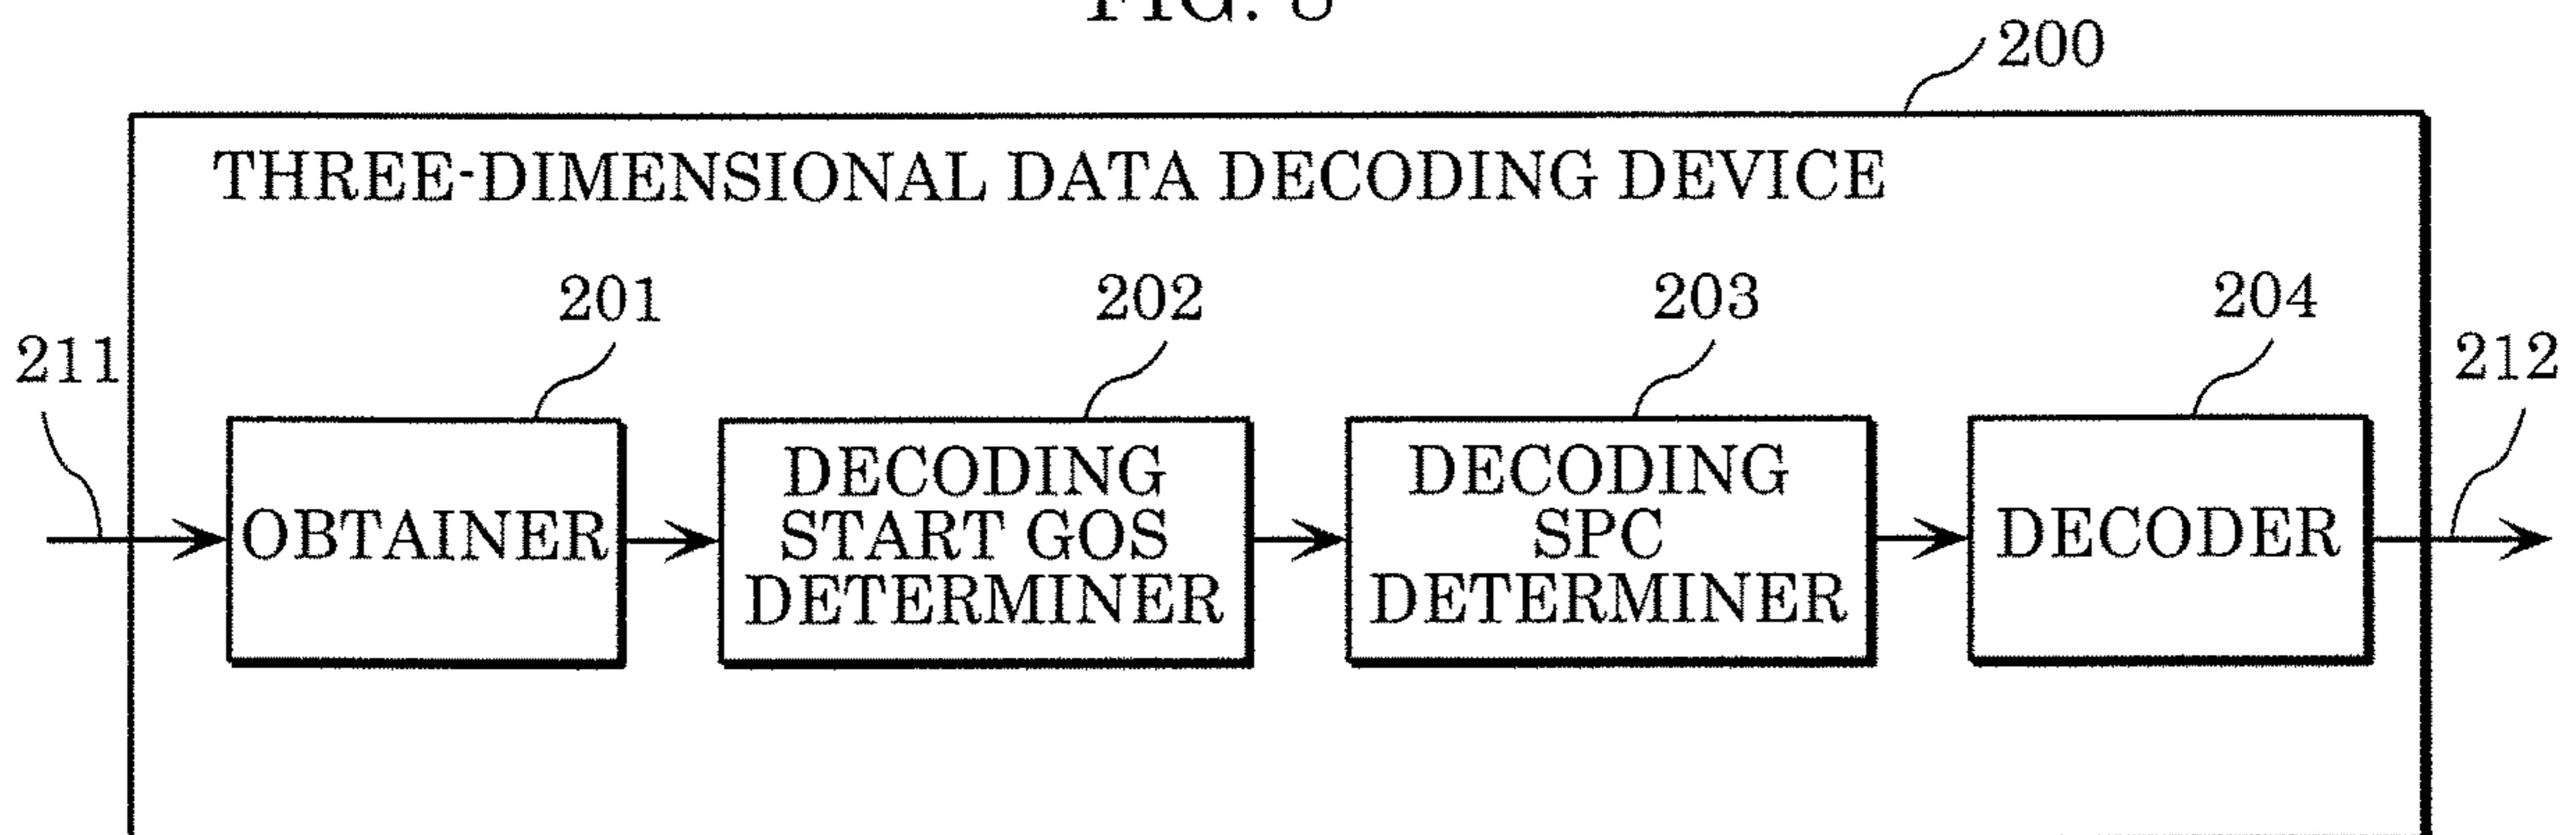 200
THREE-DIMENSIONAL DATA DECODING DEVICE
201
202
203
204
211
212
OBTAINER
DECODING
START GOS
DETERMINER
DECODING
SPC
DETERMINER
DECODER